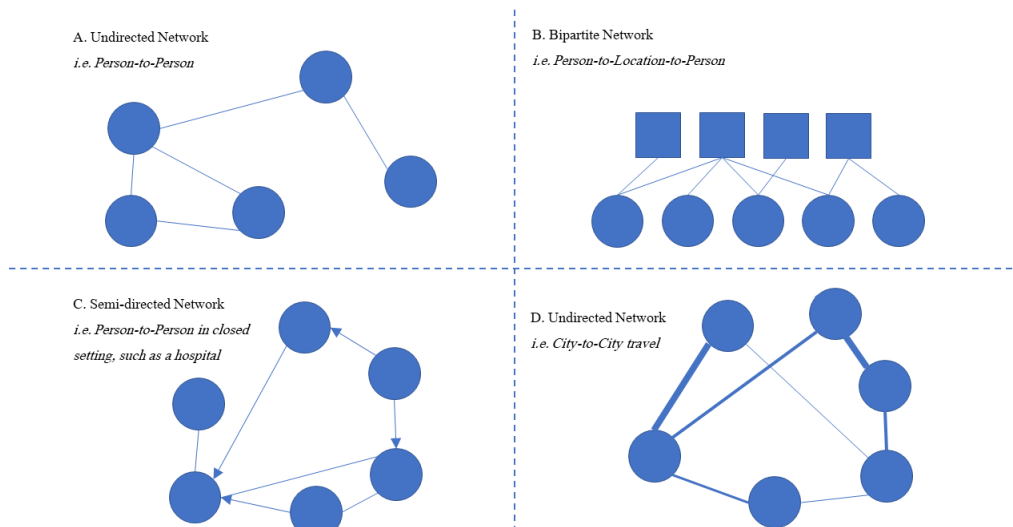 A. Undirected Network
i.e. Person-to-Person
B. Bipartite Network
i.e. Person-to-Location-to-Person
C. Semi-directed Network
i.e. Person-to-Person in closed
setting, such as a hospital
D. Undirected Network
i.e. City-to-City travel